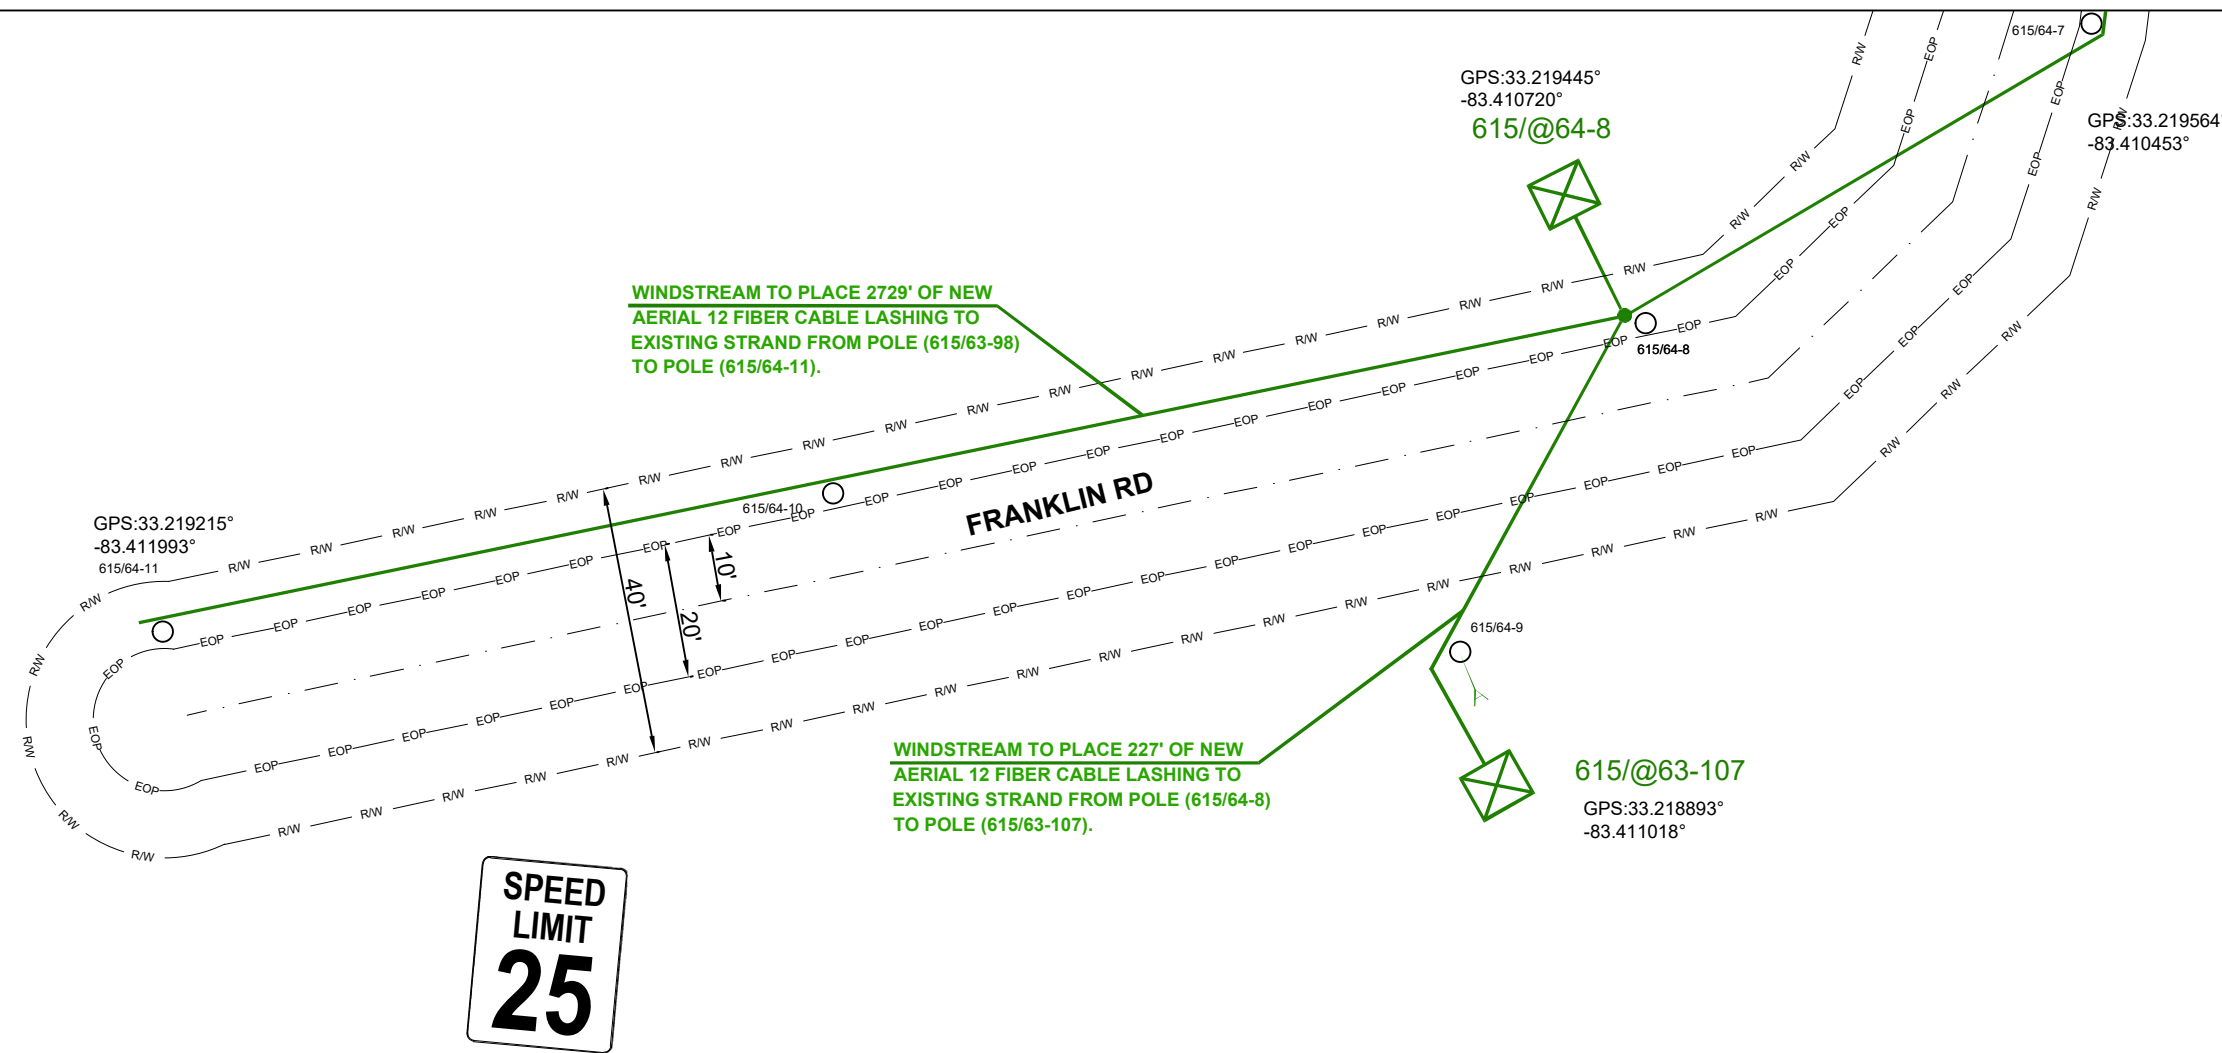 615/64-7
GPS:33.219445°
-83.410720°
615/@64-8
GPS:33.219564°
-83.410453°
WINDSTREAM TO PLACE 2729' OF NEW
AERIAL 12 FIBER CABLE LASHING TO
EXISTING STRAND FROM POLE (615/63-98)
TO POLE (615/64-11).
615/64-8
FRANKLIN RD
615/64-10
GPS:33.219215°
-83.411993°
615/64-11
10'
20'
40'
R/W
EOP
615/64-9
WINDSTREAM TO PLACE 227' OF NEW
AERIAL 12 FIBER CABLE LASHING TO
EXISTING STRAND FROM POLE (615/64-8)
TO POLE (615/63-107).
615/@63-107
GPS:33.218893°
-83.411018°
SPEED
LIMIT
25